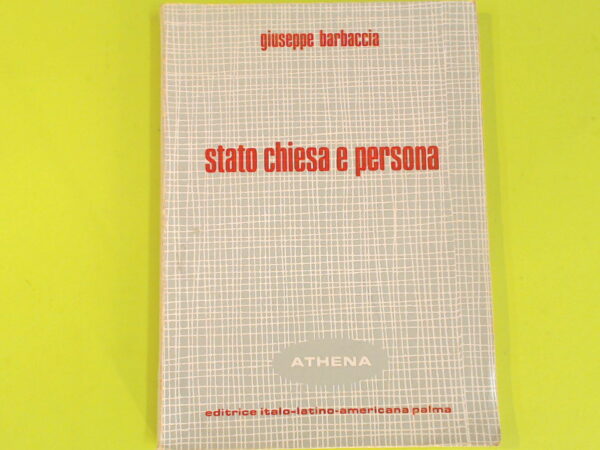 giuseppe barbaccia
stato chiesa e persona
ATHENA
editrice italo-latino-americana palma